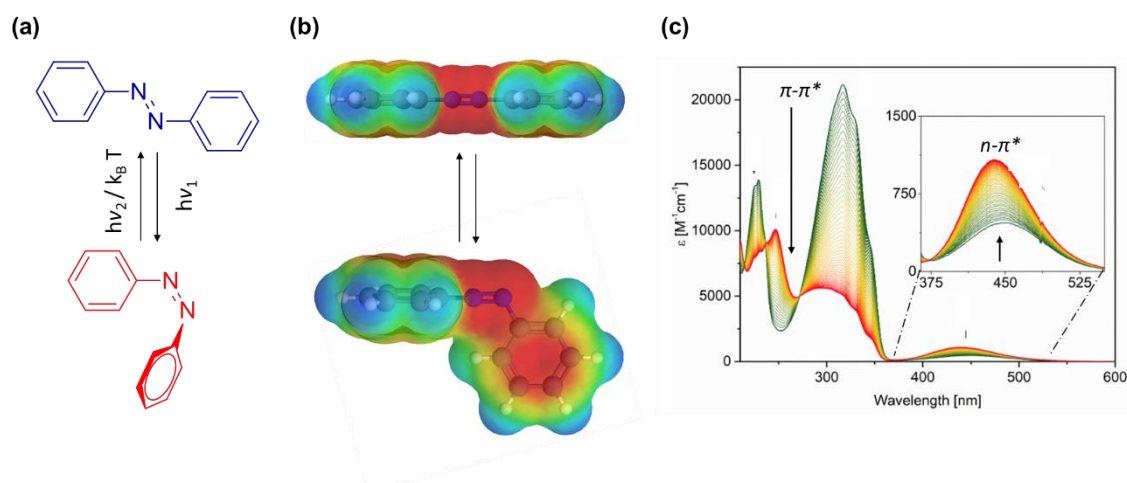 (a)
(b)
(c)
N
N
hν₂ / k_B T
hν₁
N
N
π-π*
n-π*
ε [M⁻¹cm⁻¹]
20000
15000
10000
5000
0
1500
750
0
375
450
525
300
400
500
600
Wavelength [nm]